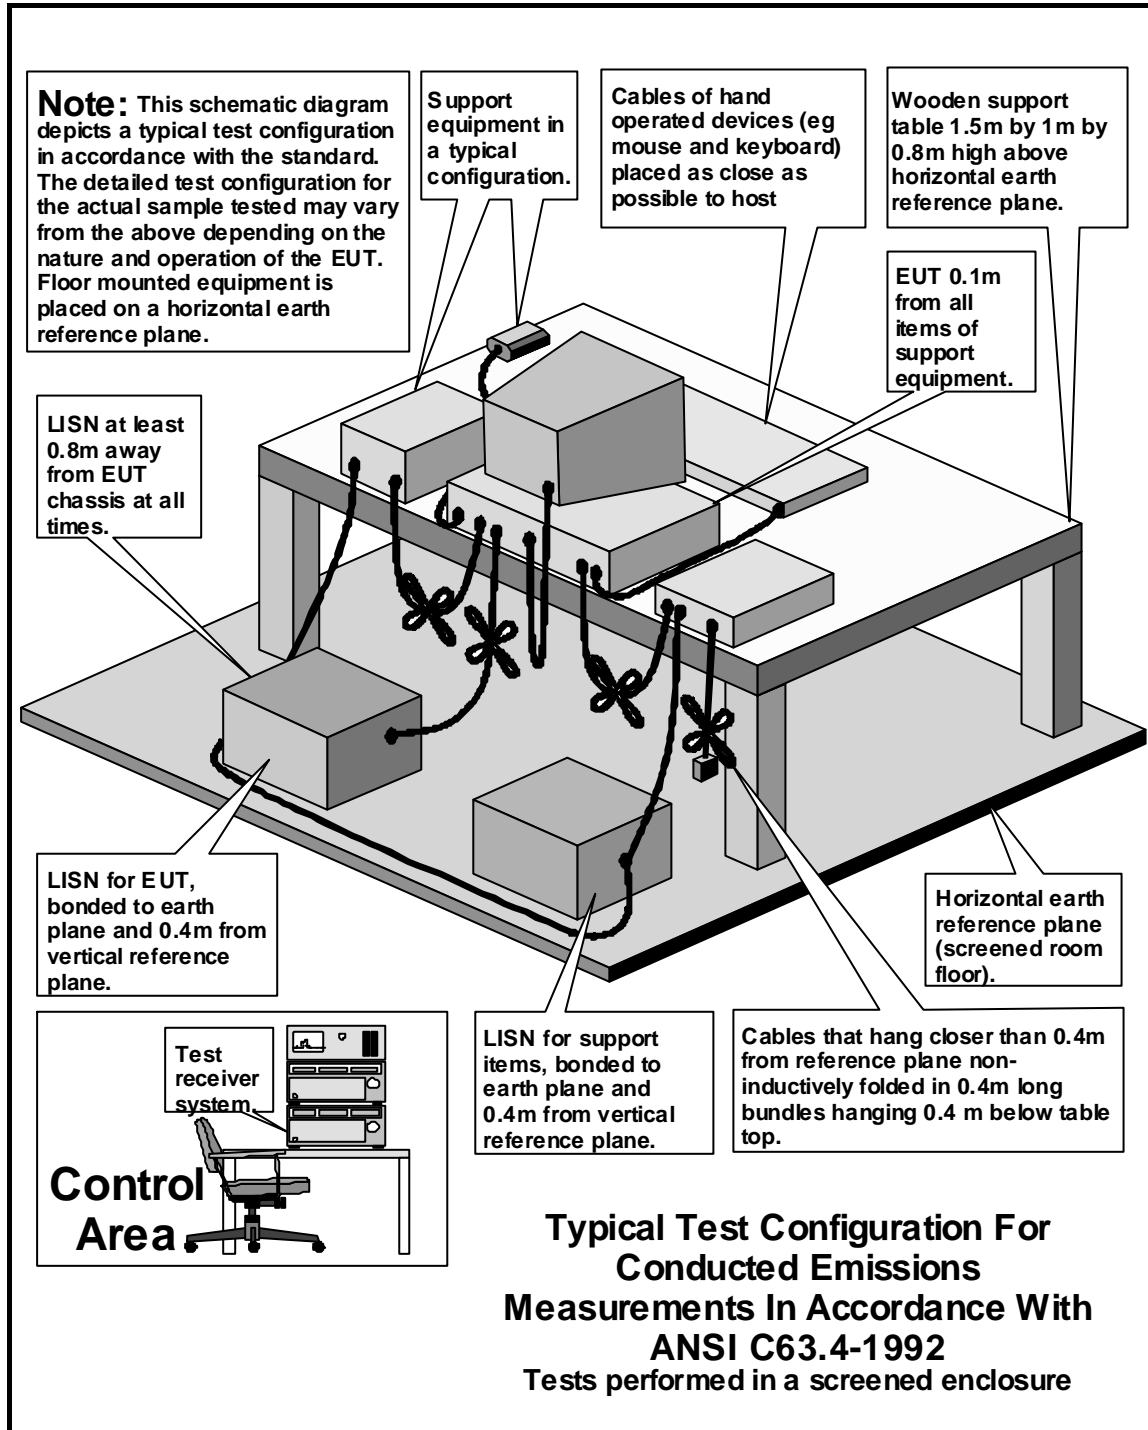 Note: This schematic diagram
depicts a typical test configuration
in accordance with the standard.
The detailed test configuration for
the actual sample tested may vary
from the above depending on the
nature and operation of the EUT.
Floor mounted equipment is
placed on a horizontal earth
reference plane.
Support
equipment in
a typical
configuration.
Cables of hand
operated devices (eg
mouse and keyboard)
placed as close as
possible to host
Wooden support
table 1.5m by 1m by
0.8m high above
horizontal earth
reference plane.
EUT 0.1m
from all
items of
support
equipment.
LISN at least
0.8m away
from EUT
chassis at all
times.
LISN for EUT,
bonded to earth
plane and 0.4m from
vertical reference
plane.
Horizontal earth
reference plane
(screened room
floor).
LISN for support
items, bonded to
earth plane and
0.4m from vertical
reference plane.
Cables that hang closer than 0.4m
from reference plane non-
inductively folded in 0.4m long
bundles hanging 0.4 m below table
top.
Test
receiver
system.
Control
Area
Typical Test Configuration For
Conducted Emissions
Measurements In Accordance With
ANSI C63.4-1992
Tests performed in a screened enclosure